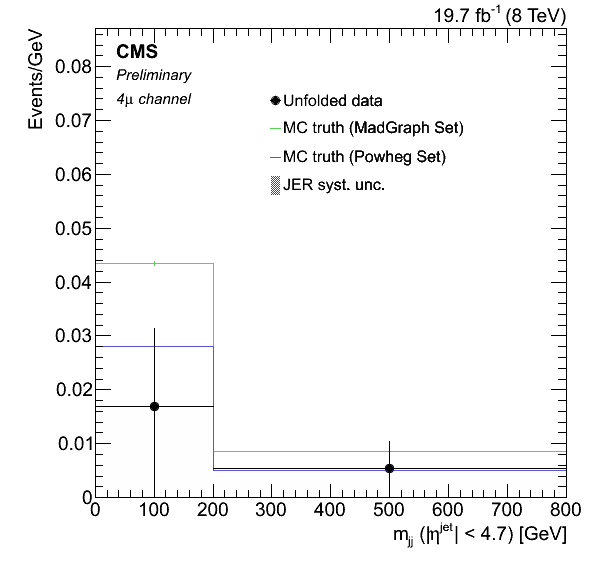 19.7 fb⁻¹ (8 TeV)
Events/GeV
CMS
Preliminary
4μ channel
Unfolded data
MC truth (MadGraph Set)
MC truth (Powheg Set)
JER syst. unc.
0.08
0.07
0.06
0.05
0.04
0.03
0.02
0.01
0
0 100 200 300 400 500 600 700 800
m_jj (|η^jet| < 4.7) [GeV]